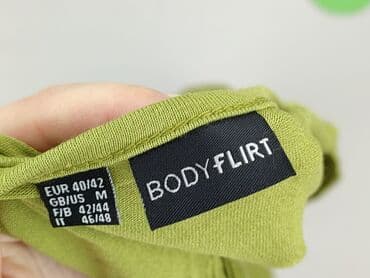 EUR 40/42
GB/US M
F/B 42/44
IT 46/48
BODYFLIRT